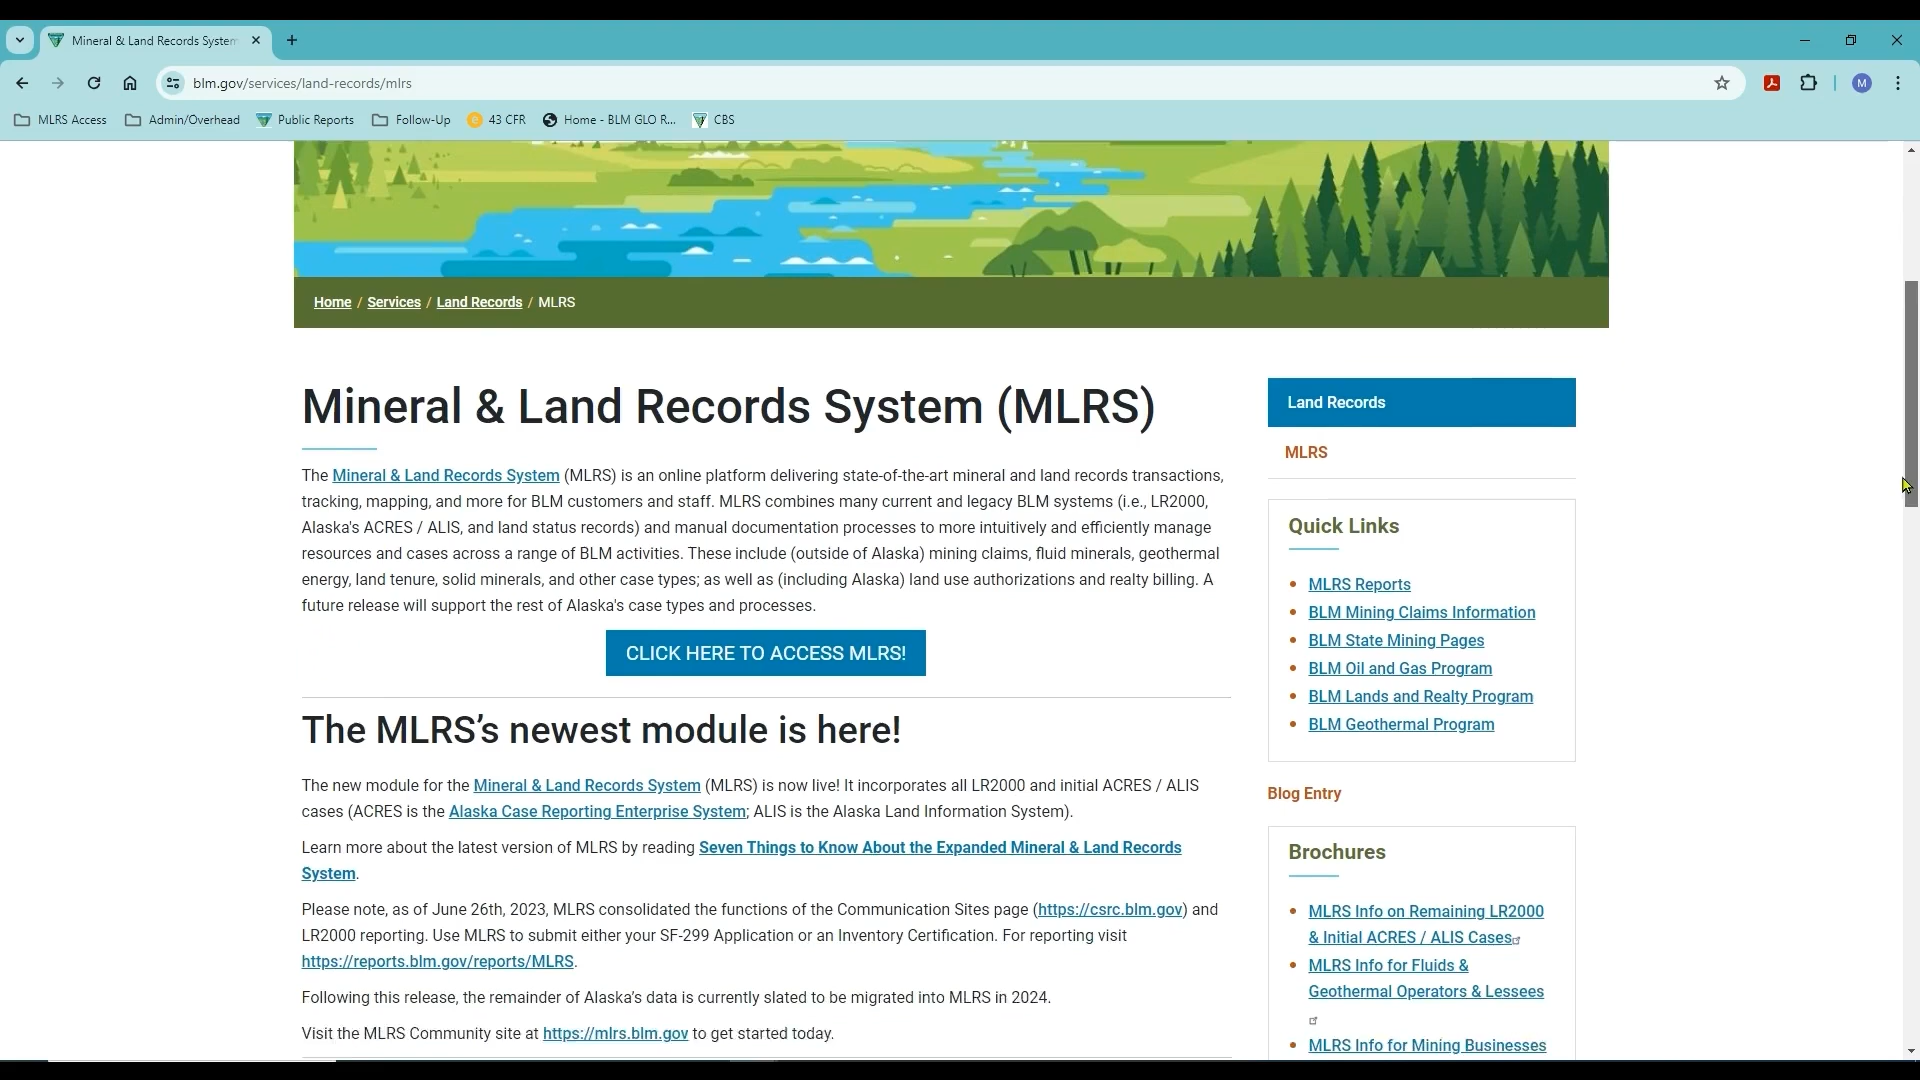 Mineral & Land Records System
blm.gov/services/land-records/mlrs
M
MLRS Access
Admin/Overhead
Public Reports
Follow-Up
43 CFR
Home - BLM GLO R...
CBS
Home / Services / Land Records / MLRS
Mineral & Land Records System (MLRS)
The Mineral & Land Records System (MLRS) is an online platform delivering state-of-the-art mineral and land records transactions,
tracking, mapping, and more for BLM customers and staff. MLRS combines many current and legacy BLM systems (i.e., LR2000,
Alaska's ACRES / ALIS, and land status records) and manual documentation processes to more intuitively and efficiently manage
resources and cases across a range of BLM activities. These include (outside of Alaska) mining claims, fluid minerals, geothermal
energy, land tenure, solid minerals, and other case types; as well as (including Alaska) land use authorizations and realty billing. A
future release will support the rest of Alaska's case types and processes.
CLICK HERE TO ACCESS MLRS!
The MLRS’s newest module is here!
The new module for the Mineral & Land Records System (MLRS) is now live! It incorporates all LR2000 and initial ACRES / ALIS
cases (ACRES is the Alaska Case Reporting Enterprise System; ALIS is the Alaska Land Information System).
Learn more about the latest version of MLRS by reading Seven Things to Know About the Expanded Mineral & Land Records
System.
Please note, as of June 26th, 2023, MLRS consolidated the functions of the Communication Sites page (https://csrc.blm.gov) and
LR2000 reporting. Use MLRS to submit either your SF-299 Application or an Inventory Certification. For reporting visit
https://reports.blm.gov/reports/MLRS.
Following this release, the remainder of Alaska’s data is currently slated to be migrated into MLRS in 2024.
Visit the MLRS Community site at https://mlrs.blm.gov to get started today.
Land Records
MLRS
Quick Links
MLRS Reports
BLM Mining Claims Information
BLM State Mining Pages
BLM Oil and Gas Program
BLM Lands and Realty Program
BLM Geothermal Program
Blog Entry
Brochures
MLRS Info on Remaining LR2000
& Initial ACRES / ALIS Cases
MLRS Info for Fluids &
Geothermal Operators & Lessees
MLRS Info for Mining Businesses